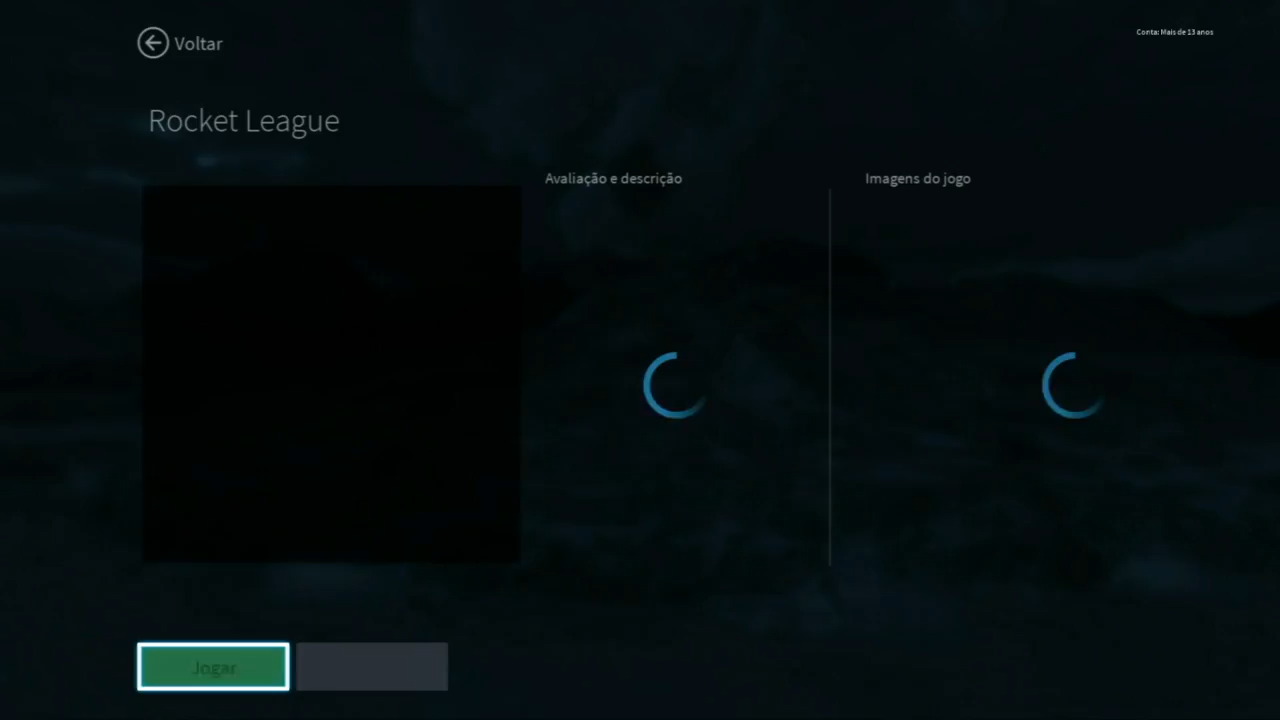 Voltar
Conta: Mais de 13 anos
Rocket League
Avaliação e descrição
Imagens do jogo
Jogar